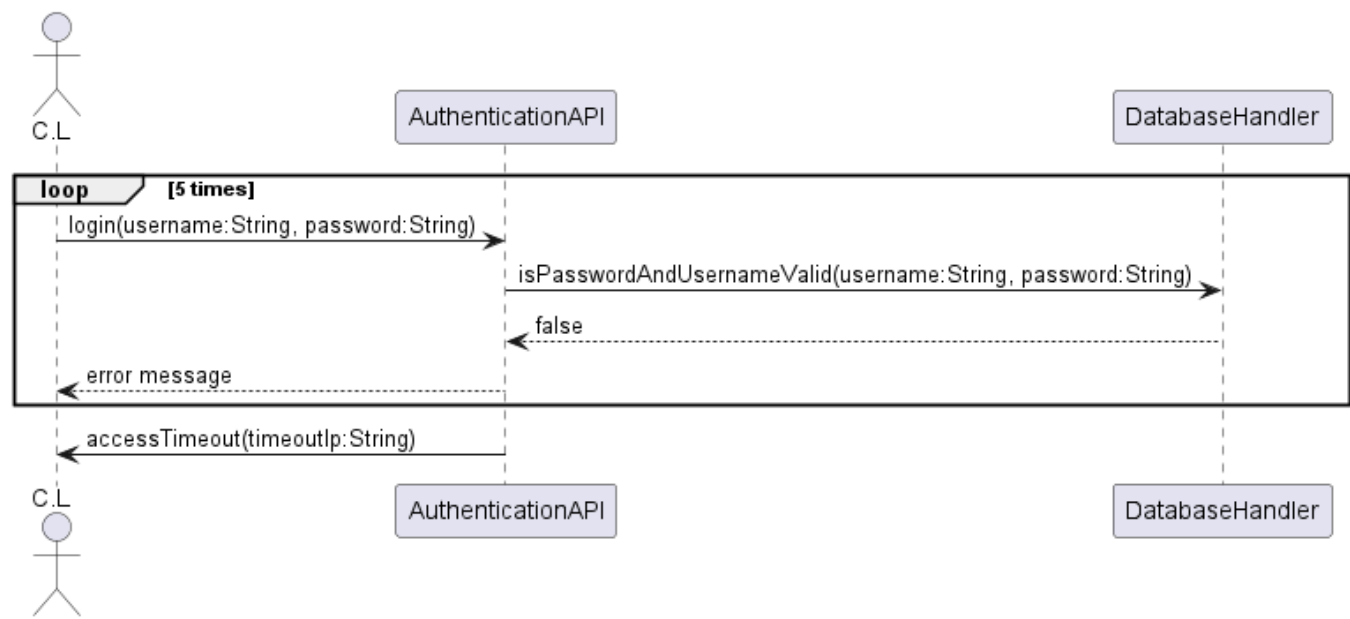 C.L
AuthenticationAPI
DatabaseHandler
loop
[5 times]
login(username:String, password:String)
isPasswordAndUsernameValid(username:String, password:String)
false
error message
accessTimeout(timeoutIp:String)
C.L
AuthenticationAPI
DatabaseHandler